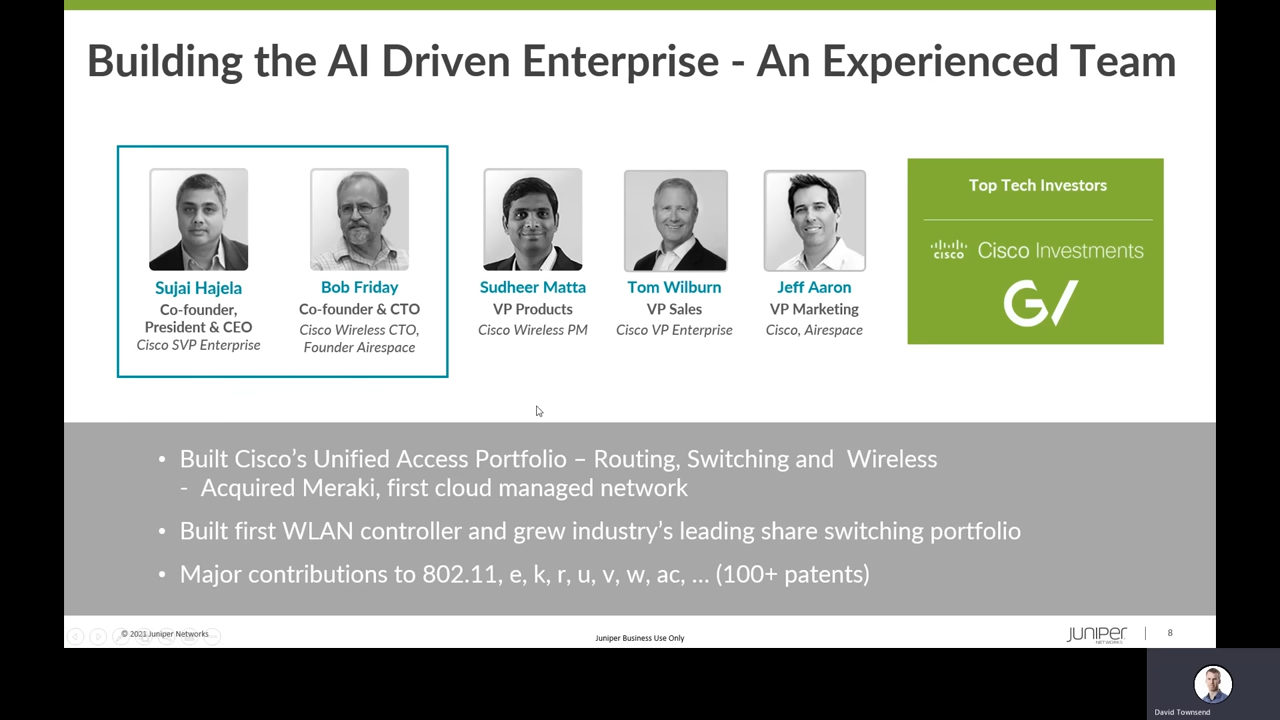 Building the AI Driven Enterprise - An Experienced Team
Sujai Hajela
Co-founder,
President & CEO
Cisco SVP Enterprise
Bob Friday
Co-founder & CTO
Cisco Wireless CTO,
Founder Airespace
Sudheer Matta
VP Products
Cisco Wireless PM
Tom Wilburn
VP Sales
Cisco VP Enterprise
Jeff Aaron
VP Marketing
Cisco, Airespace
Top Tech Investors
CISCO Cisco Investments
GV
• Built Cisco’s Unified Access Portfolio – Routing, Switching and  Wireless
- Acquired Meraki, first cloud managed network
• Built first WLAN controller and grew industry’s leading share switching portfolio
• Major contributions to 802.11, e, k, r, u, v, w, ac, … (100+ patents)
© 2021 Juniper Networks
Juniper Business Use Only
JUNIPER
NETWORKS
8
David Townsend